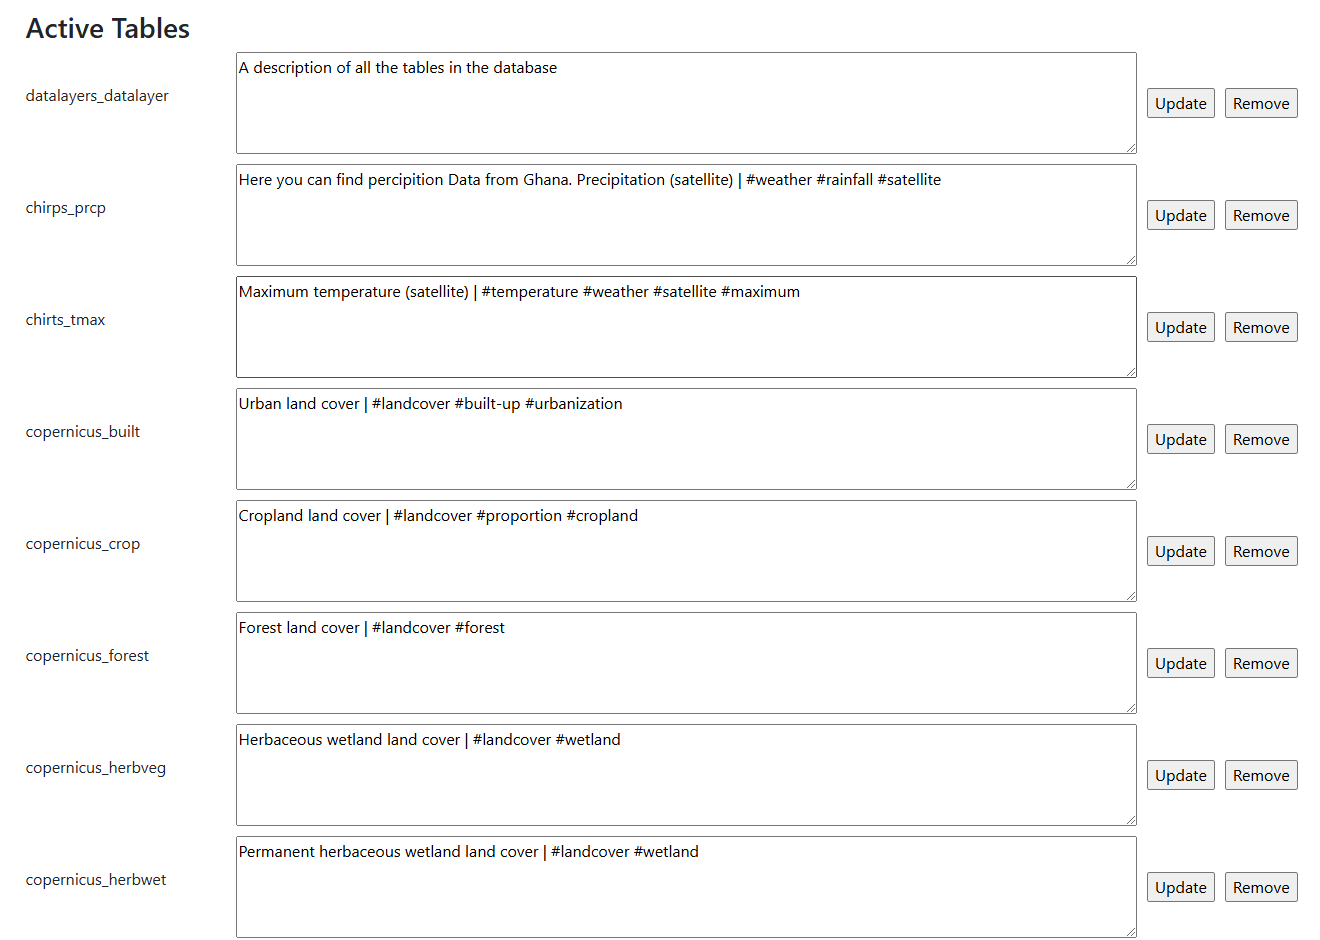 Active Tables
datalayers_datalayer
A description of all the tables in the database
Update Remove
chirps_prcp
Here you can find percipition Data from Ghana. Precipitation (satellite) | #weather #rainfall #satellite
Update Remove
chirts_tmax
Maximum temperature (satellite) | #temperature #weather #satellite #maximum
Update Remove
copernicus_built
Urban land cover | #landcover #built-up #urbanization
Update Remove
copernicus_crop
Cropland land cover | #landcover #proportion #cropland
Update Remove
copernicus_forest
Forest land cover | #landcover #forest
Update Remove
copernicus_herbveg
Herbaceous wetland land cover | #landcover #wetland
Update Remove
copernicus_herbwet
Permanent herbaceous wetland land cover | #landcover #wetland
Update Remove